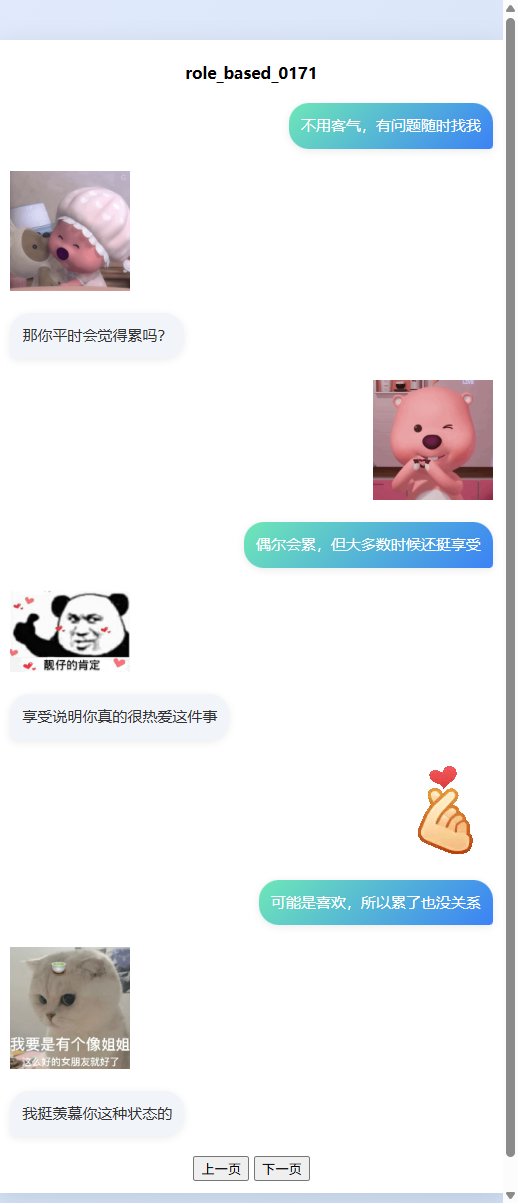 role_based_0171
不用客气，有问题随时找我
那你平时会觉得累吗？
偶尔会累，但大多数时候还挺享受
靓仔的肯定
享受说明你真的很热爱这件事
可能是喜欢，所以累了也没关系
我要是有个像姐姐
这么好的女朋友就好了
我挺羡慕你这种状态的
上一页 下一页